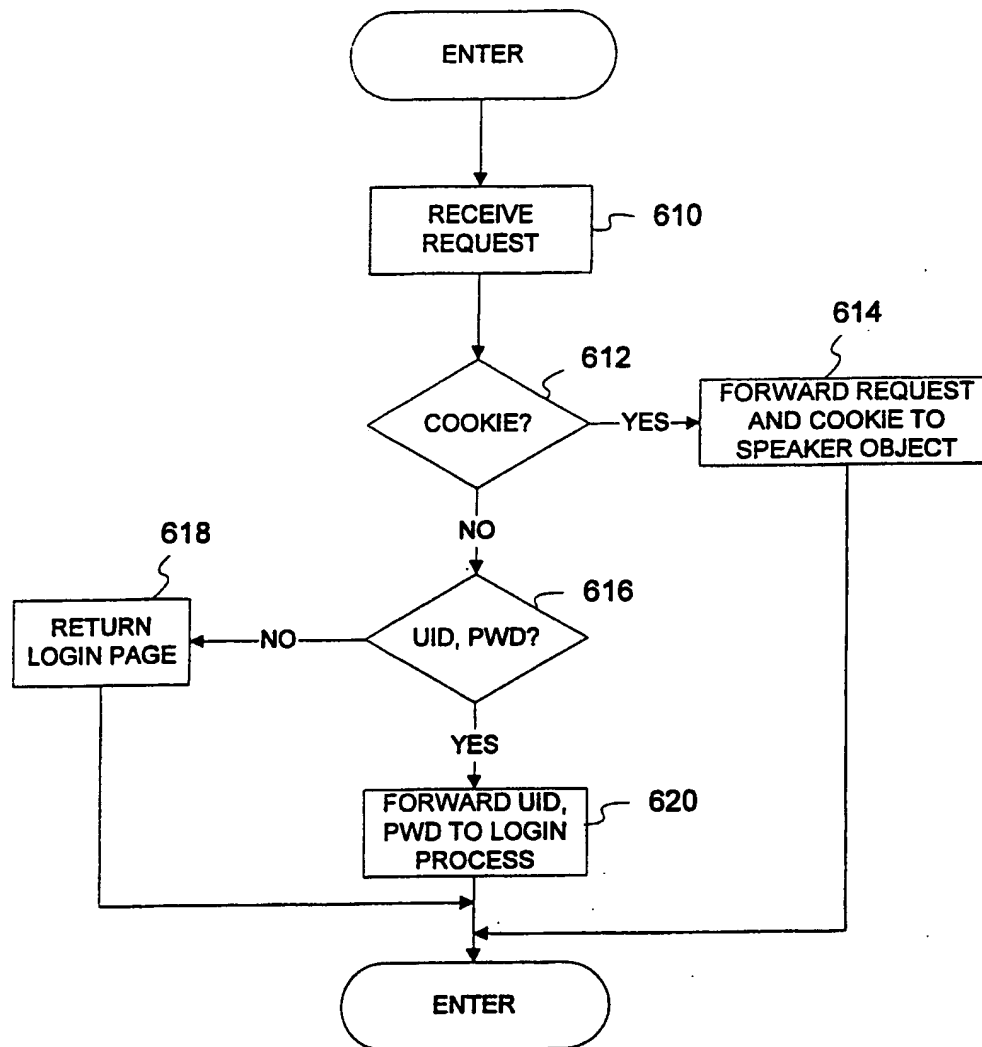 ENTER
RECEIVE
REQUEST
610
612
COOKIE?
YES
614
FORWARD REQUEST
AND COOKIE TO
SPEAKER OBJECT
NO
616
UID, PWD?
NO
618
RETURN
LOGIN PAGE
YES
FORWARD UID,
PWD TO LOGIN
PROCESS
620
ENTER